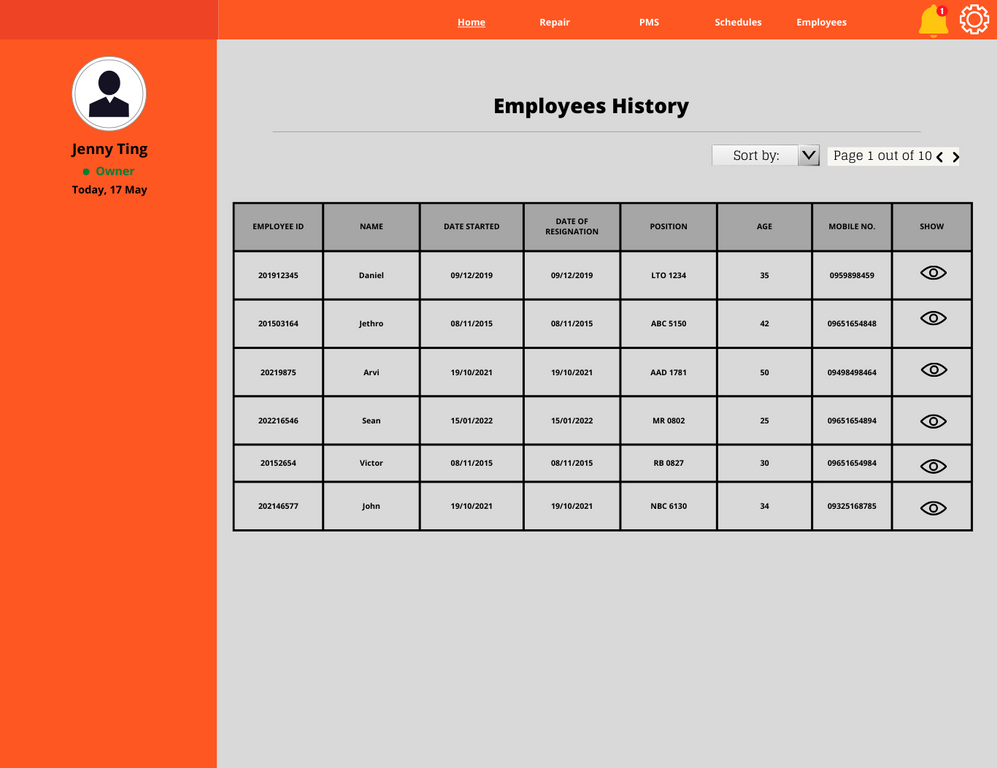 Home Repair PMS Schedules Employees 1
Jenny Ting
Owner
Today, 17 May
Employees History
Sort by: Page 1 out of 10
EMPLOYEE ID NAME DATE STARTED DATE OF RESIGNATION POSITION AGE MOBILE NO. SHOW
201912345 Daniel 09/12/2019 09/12/2019 LTO 1234 35 0959898459
201503164 Jethro 08/11/2015 08/11/2015 ABC 5150 42 09651654848
20219875 Arvi 19/10/2021 19/10/2021 AAD 1781 50 09498498464
202216546 Sean 15/01/2022 15/01/2022 MR 0802 25 09651654894
20152654 Victor 08/11/2015 08/11/2015 RB 0827 30 09651654984
202146577 John 19/10/2021 19/10/2021 NBC 6130 34 09325168785